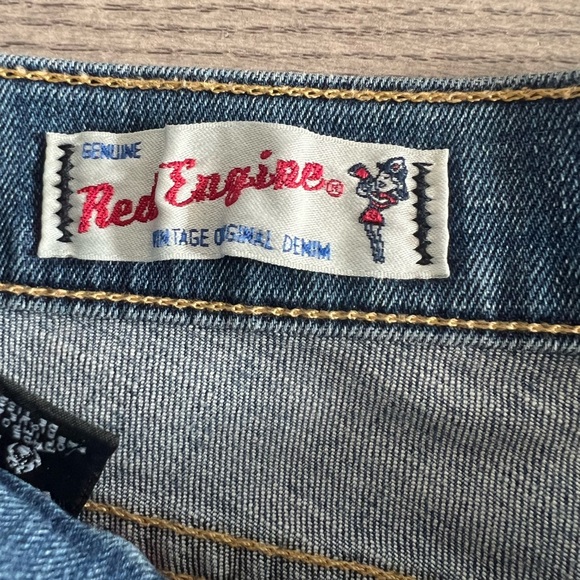 GENUINE
Red Engine®
VINTAGE ORIGINAL DENIM